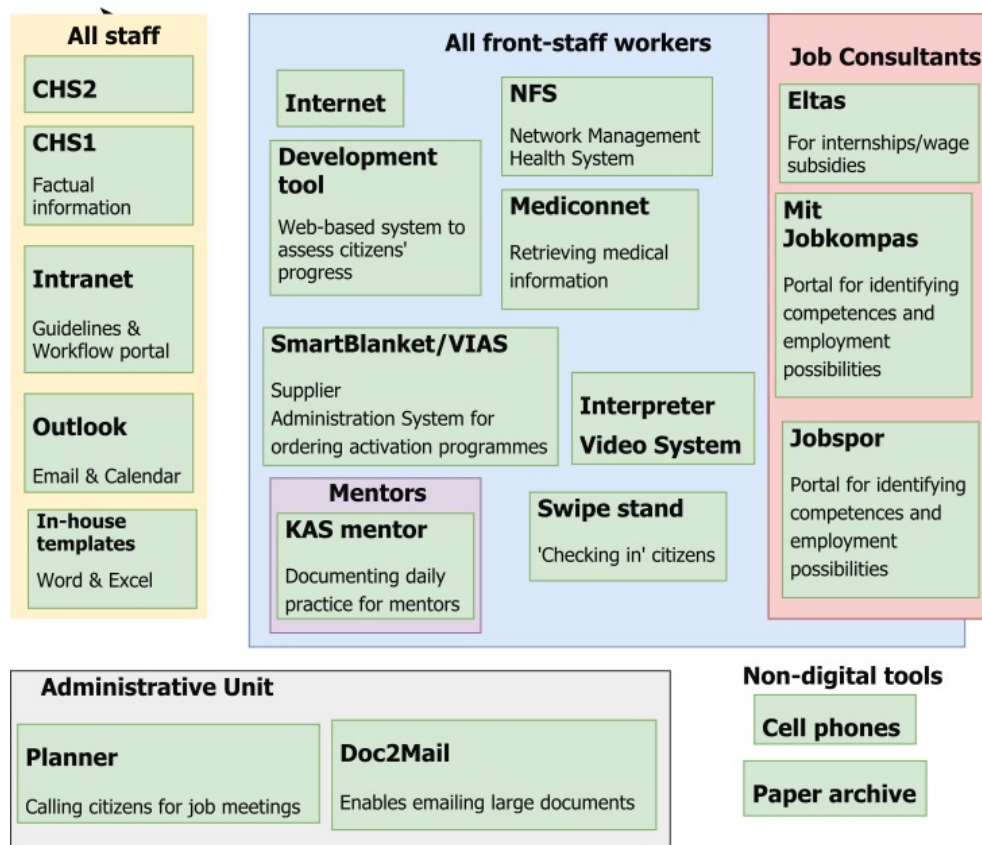 All staff
CHS2
CHS1
Factual
information
Intranet
Guidelines &
Workflow portal
Outlook
Email & Calendar
In-house
templates
Word & Excel
All front-staff workers
Internet
NFS
Network Management
Health System
Development
tool
Web-based system to
assess citizens'
progress
Mediconnet
Retrieving medical
information
SmartBlanket/VIAS
Supplier
Administration System for
ordering activation programmes
Interpreter
Video System
Mentors
KAS mentor
Documenting daily
practice for mentors
Swipe stand
'Checking in' citizens
Job Consultants
Eltas
For internships/wage
subsidies
Mit
Jobkompas
Portal for identifying
competences and
employment
possibilities
Jobspor
Portal for identifying
competences and
employment
possibilities
Administrative Unit
Planner
Calling citizens for job meetings
Doc2Mail
Enables emailing large documents
Non-digital tools
Cell phones
Paper archive